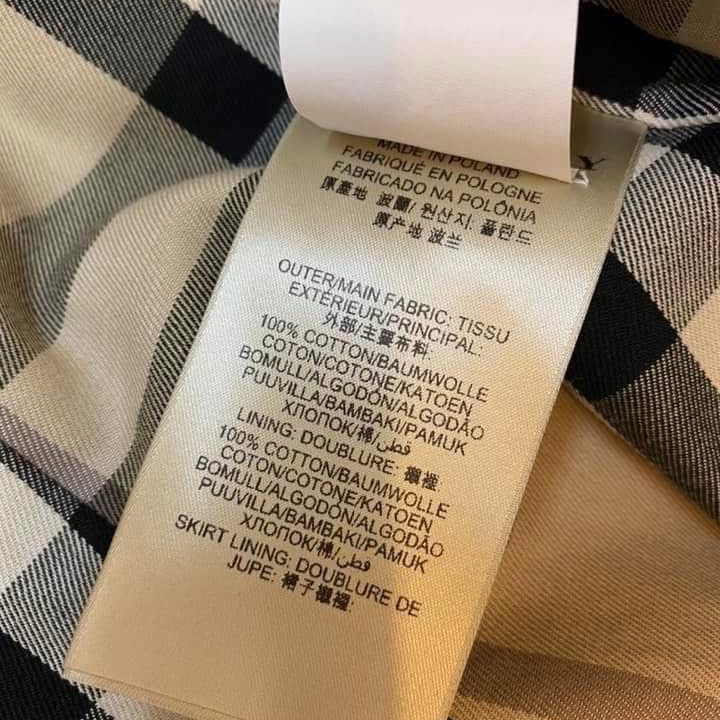 Y
MADE IN POLAND
FABRIQUÉ EN POLOGNE
FABRICADO NA POLÔNIA
原產地 波蘭/ 원산지: 폴란드
原产地 波兰
OUTER/MAIN FABRIC: TISSU
EXTÉRIEUR/PRINCIPAL:
外部/主要布料:
100% COTTON/BAUMWOLLE
COTON/COTONE/KATOEN
BOMULL/ALGODÓN/ALGODÃO
PUUVILLA/BAMBAKI/PAMUK
ХЛОПОК/棉/قطن
LINING: DOUBLURE: 襯裡:
100% COTTON/BAUMWOLLE
COTON/COTONE/KATOEN
BOMULL/ALGODÓN/ALGODÃO
PUUVILLA/BAMBAKI/PAMUK
ХЛОПОК/棉/قطن
SKIRT LINING: DOUBLURE DE
JUPE: 裙子襯裡: